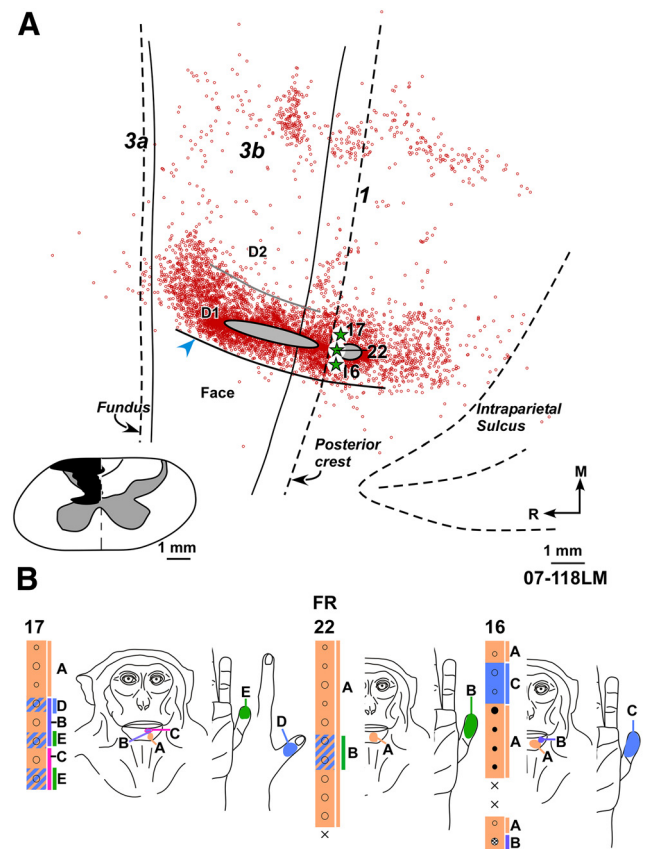 A
3a
3b
1
D2
D1
17
22
16
Face
Fundus
Posterior
crest
Intraparietal
Sulcus
M
R
1 mm
1 mm
07-118LM
B
FR
17
22
16
A
D
B
E
C
E
B
C
A
E
D
A
B
A
B
A
C
A
A
B
B
A
C